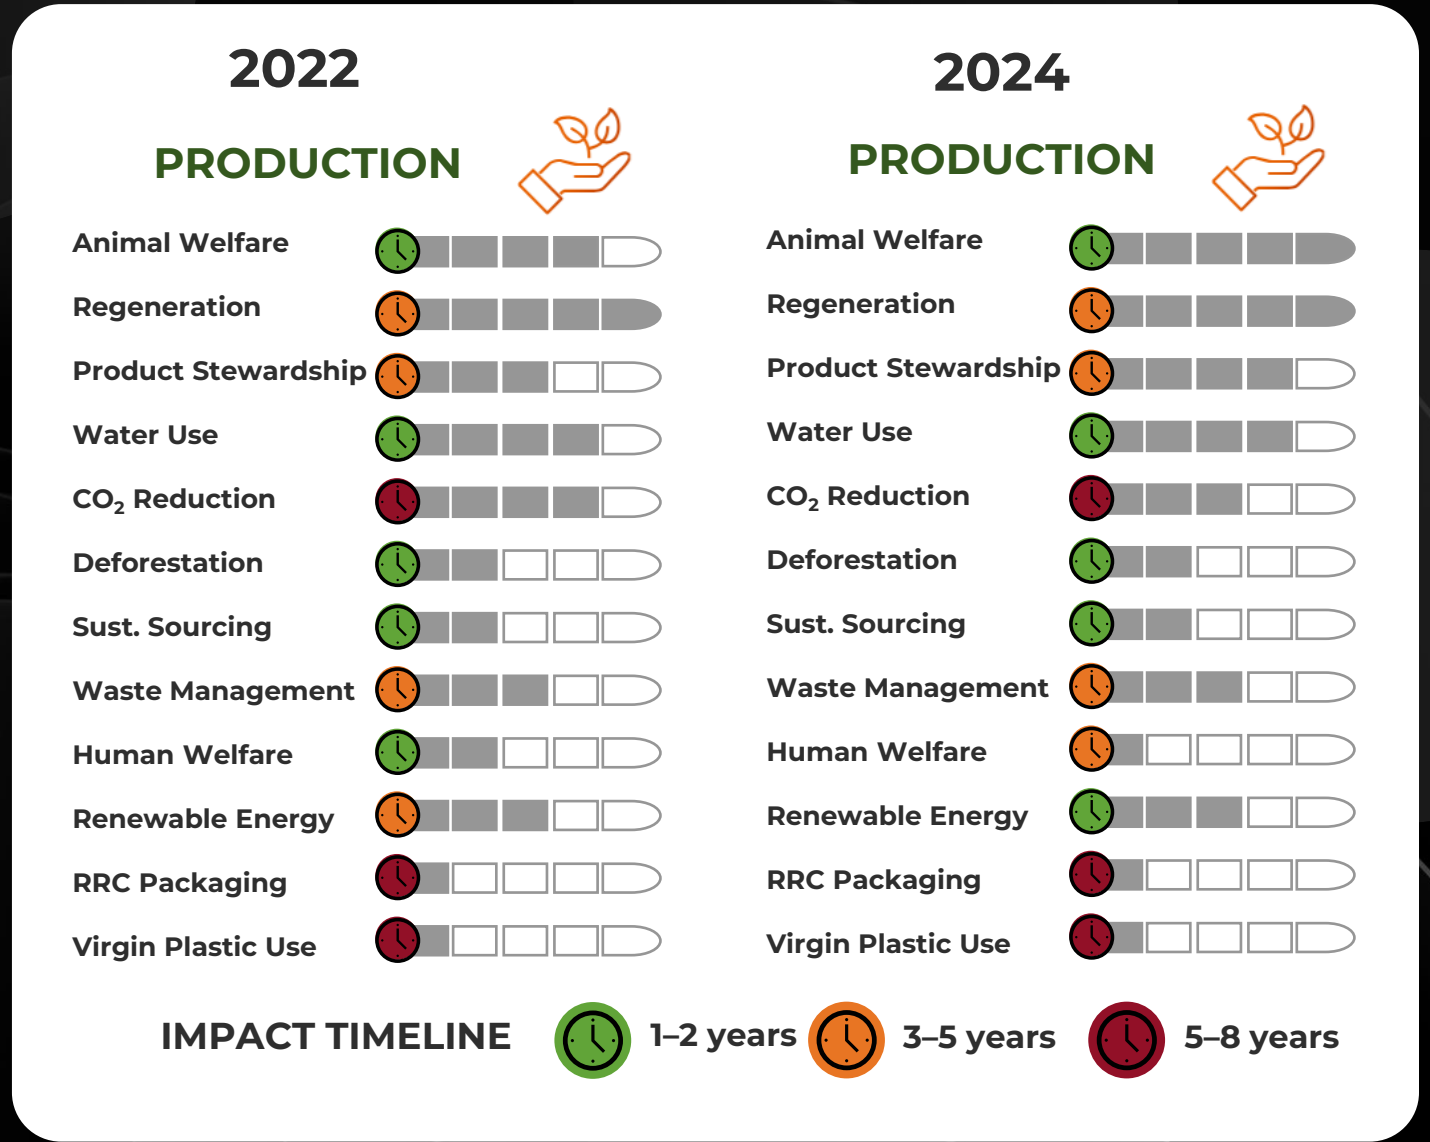 2022
PRODUCTION
Animal Welfare
Regeneration
Product Stewardship
Water Use
CO₂ Reduction
Deforestation
Sust. Sourcing
Waste Management
Human Welfare
Renewable Energy
RRC Packaging
Virgin Plastic Use
2024
PRODUCTION
Animal Welfare
Regeneration
Product Stewardship
Water Use
CO₂ Reduction
Deforestation
Sust. Sourcing
Waste Management
Human Welfare
Renewable Energy
RRC Packaging
Virgin Plastic Use
IMPACT TIMELINE 1–2 years 3–5 years 5–8 years